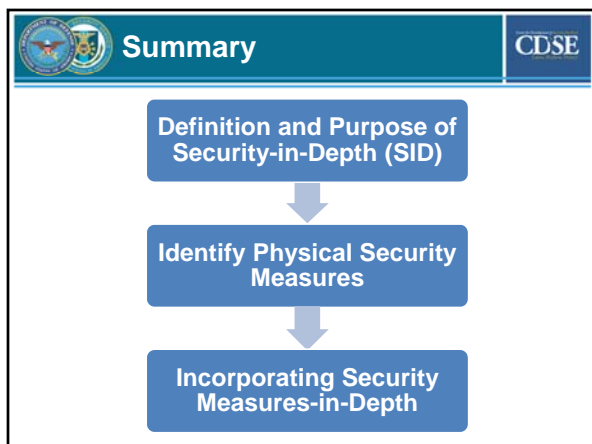 Summary
CDSE
Definition and Purpose of
Security-in-Depth (SID)
Identify Physical Security
Measures
Incorporating Security
Measures-in-Depth